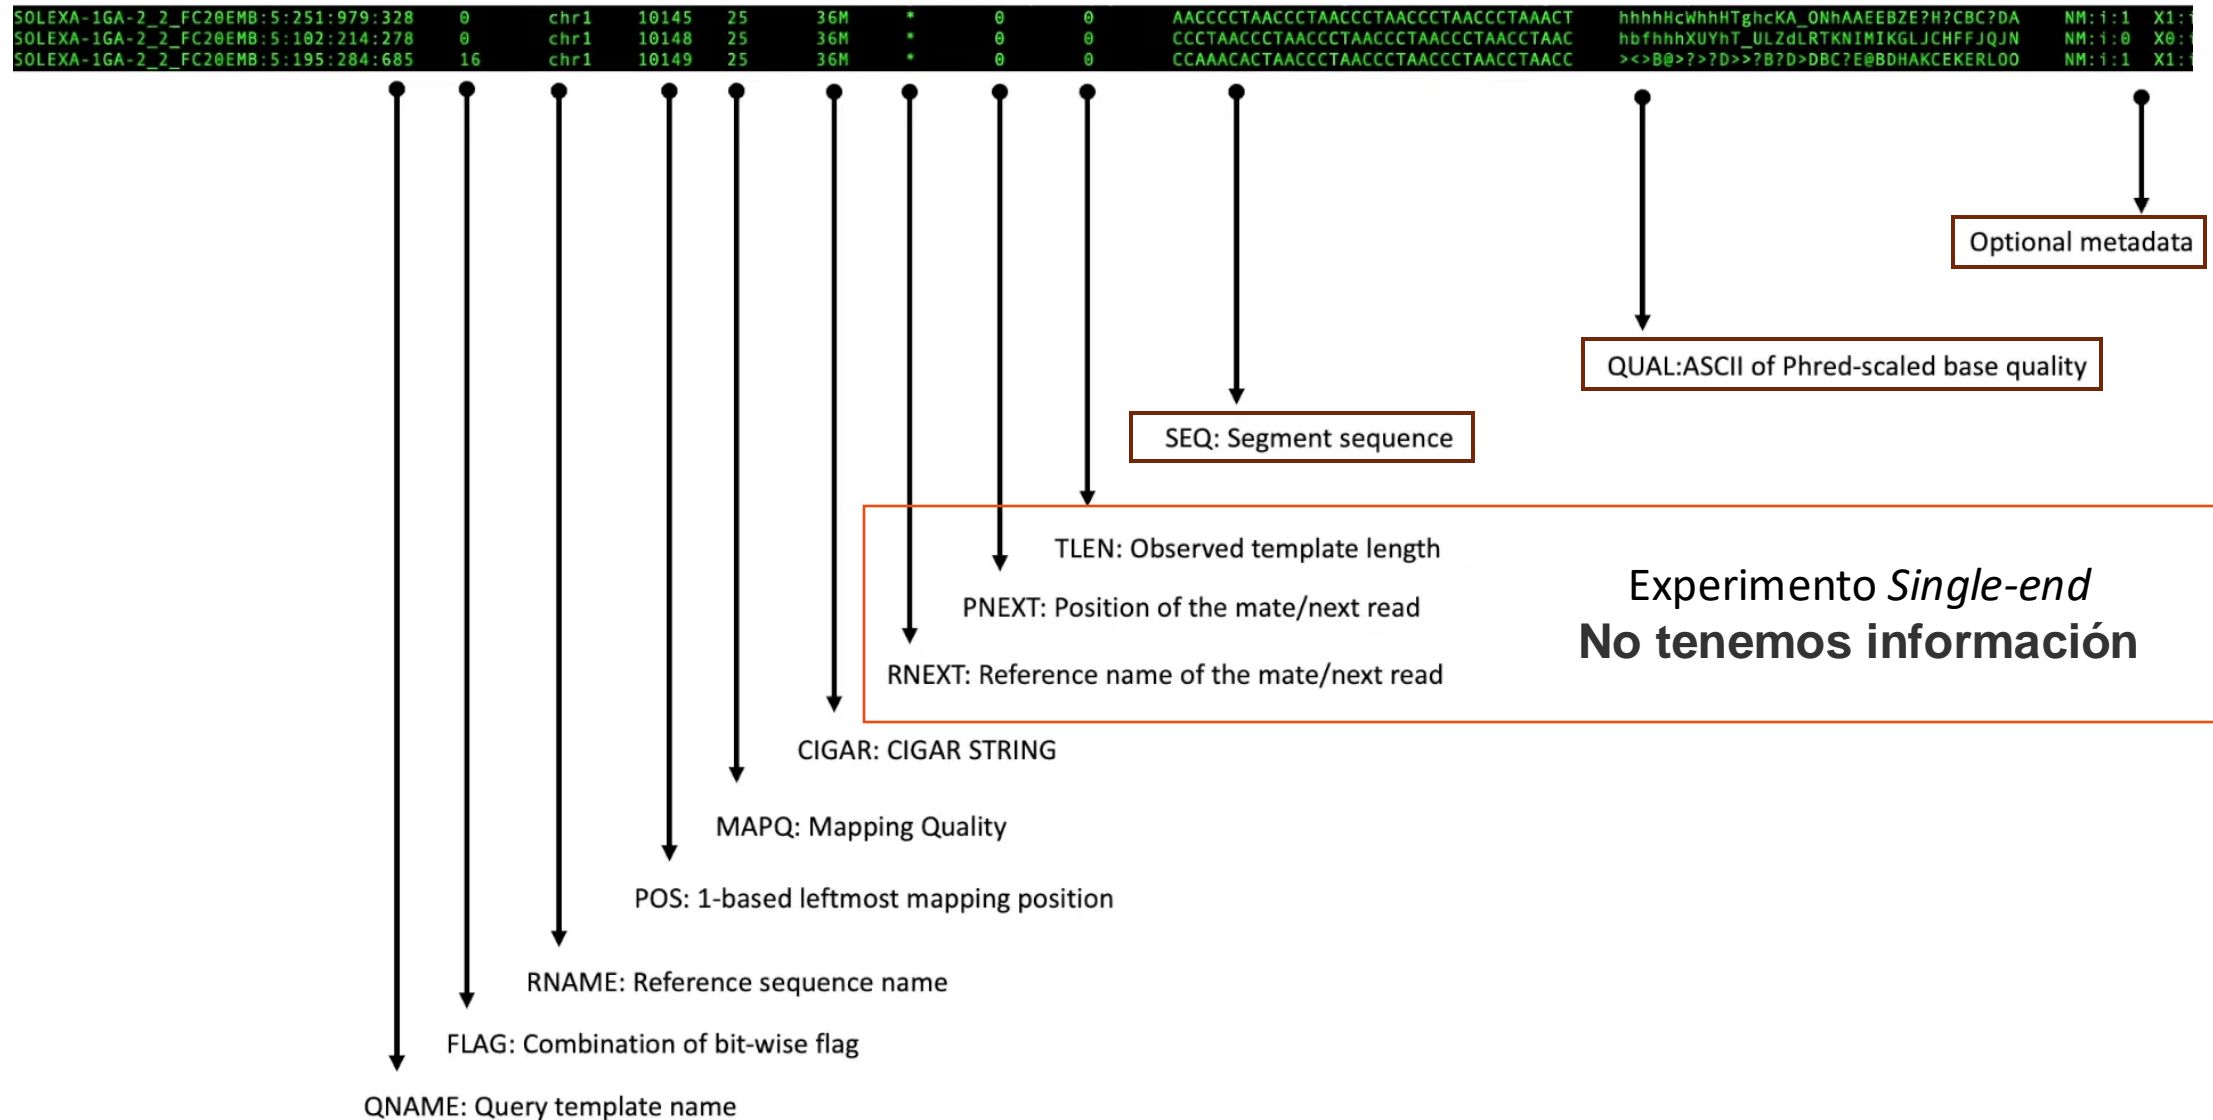 SOLEXA-1GA-2_2_FC20EMB:5:251:979:328 0 chr1 10145 25 36M * 0 0 AACCCCTAACCCTAACCCTAACCCTAACCCTAAACT hhhhHcWhhHTghcKA_ONhAAEEBZE?H?CBC?DA NM:i:1 X1:i
SOLEXA-1GA-2_2_FC20EMB:5:102:214:278 0 chr1 10148 25 36M * 0 0 CCCTAACCCTAACCCTAACCCTAACCCTAACCTAAC hbfhhhXUYhT_ULZdLRTKNIMIKGLJCHFFJQJN NM:i:0 X0:i
SOLEXA-1GA-2_2_FC20EMB:5:195:284:685 16 chr1 10149 25 36M * 0 0 CCAAACACTAACCCTAACCCTAACCCTAACCTAACC ><>B@>?>?D>>?B?D>DBC?E@BDHAKCEKERLOO NM:i:1 X1:i
Optional metadata
QUAL:ASCII of Phred-scaled base quality
SEQ: Segment sequence
TLEN: Observed template length
PNEXT: Position of the mate/next read
RNEXT: Reference name of the mate/next read
Experimento Single-end
No tenemos información
CIGAR: CIGAR STRING
MAPQ: Mapping Quality
POS: 1-based leftmost mapping position
RNAME: Reference sequence name
FLAG: Combination of bit-wise flag
QNAME: Query template name